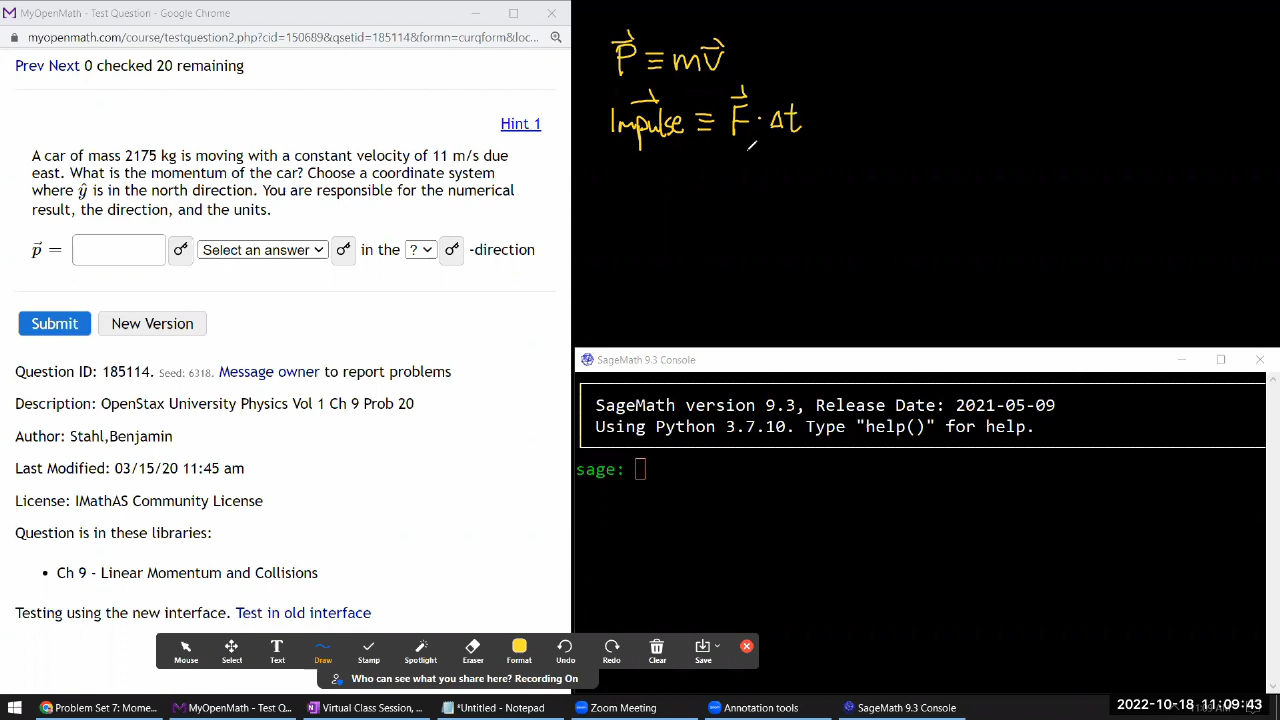 MyOpenMath - Test Question - Google Chrome
myopenmath.com/course/testquestion2.php?cid=150689&qsetid=185114&formn=curqform&loc...
Prev Next 0 checked 20 remaining
Hint 1
A car of mass 2175 kg is moving with a constant velocity of 11 m/s due
east. What is the momentum of the car? Choose a coordinate system
where ŷ is in the north direction. You are responsible for the numerical
result, the direction, and the units.
p⃗ = Select an answer in the ? -direction
Submit New Version
Question ID: 185114. Seed: 6318. Message owner to report problems
Description: OpenStax University Physics Vol 1 Ch 9 Prob 20
Author: Stahl,Benjamin
Last Modified: 03/15/20 11:45 am
License: IMathAS Community License
Question is in these libraries:
• Ch 9 - Linear Momentum and Collisions
Testing using the new interface. Test in old interface
P⃗ ≡ mv⃗
Impulse ≡ F⃗ · Δt
SageMath 9.3 Console
SageMath version 9.3, Release Date: 2021-05-09
Using Python 3.7.10. Type "help()" for help.
sage:
Mouse Select Text Draw Stamp Spotlight Eraser Format Undo Redo Clear Save
Who can see what you share here? Recording On
Problem Set 7: Mome... MyOpenMath - Test Q... Virtual Class Session, ... *Untitled - Notepad Zoom Meeting Annotation tools SageMath 9.3 Console
2022-10-18 11:09:43